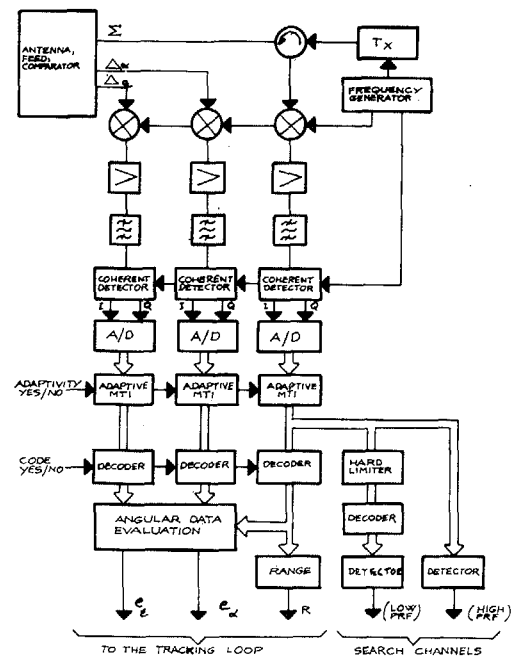 ANTENNA,
FEED,
COMPARATOR
Σ
Δα
Δ
TX
FREQUENCY
GENERATOR
COHERENT
DETECTOR
COHERENT
DETECTOR
COHERENT
DETECTOR
I
Q
I
Q
I
Q
A/D
A/D
A/D
ADAPTIVITY
YES/NO
ADAPTIVE
MTI
ADAPTIVE
MTI
ADAPTIVE
MTI
CODE
YES/NO
DECODER
DECODER
DECODER
HARD
LIMITER
ANGULAR DATA
EVALUATION
DECODER
RANGE
DETECTOR
DETECTOR
eε
eα
R
(LOW
PRF)
(HIGH
PRF)
TO THE TRACKING LOOP
SEARCH CHANNELS